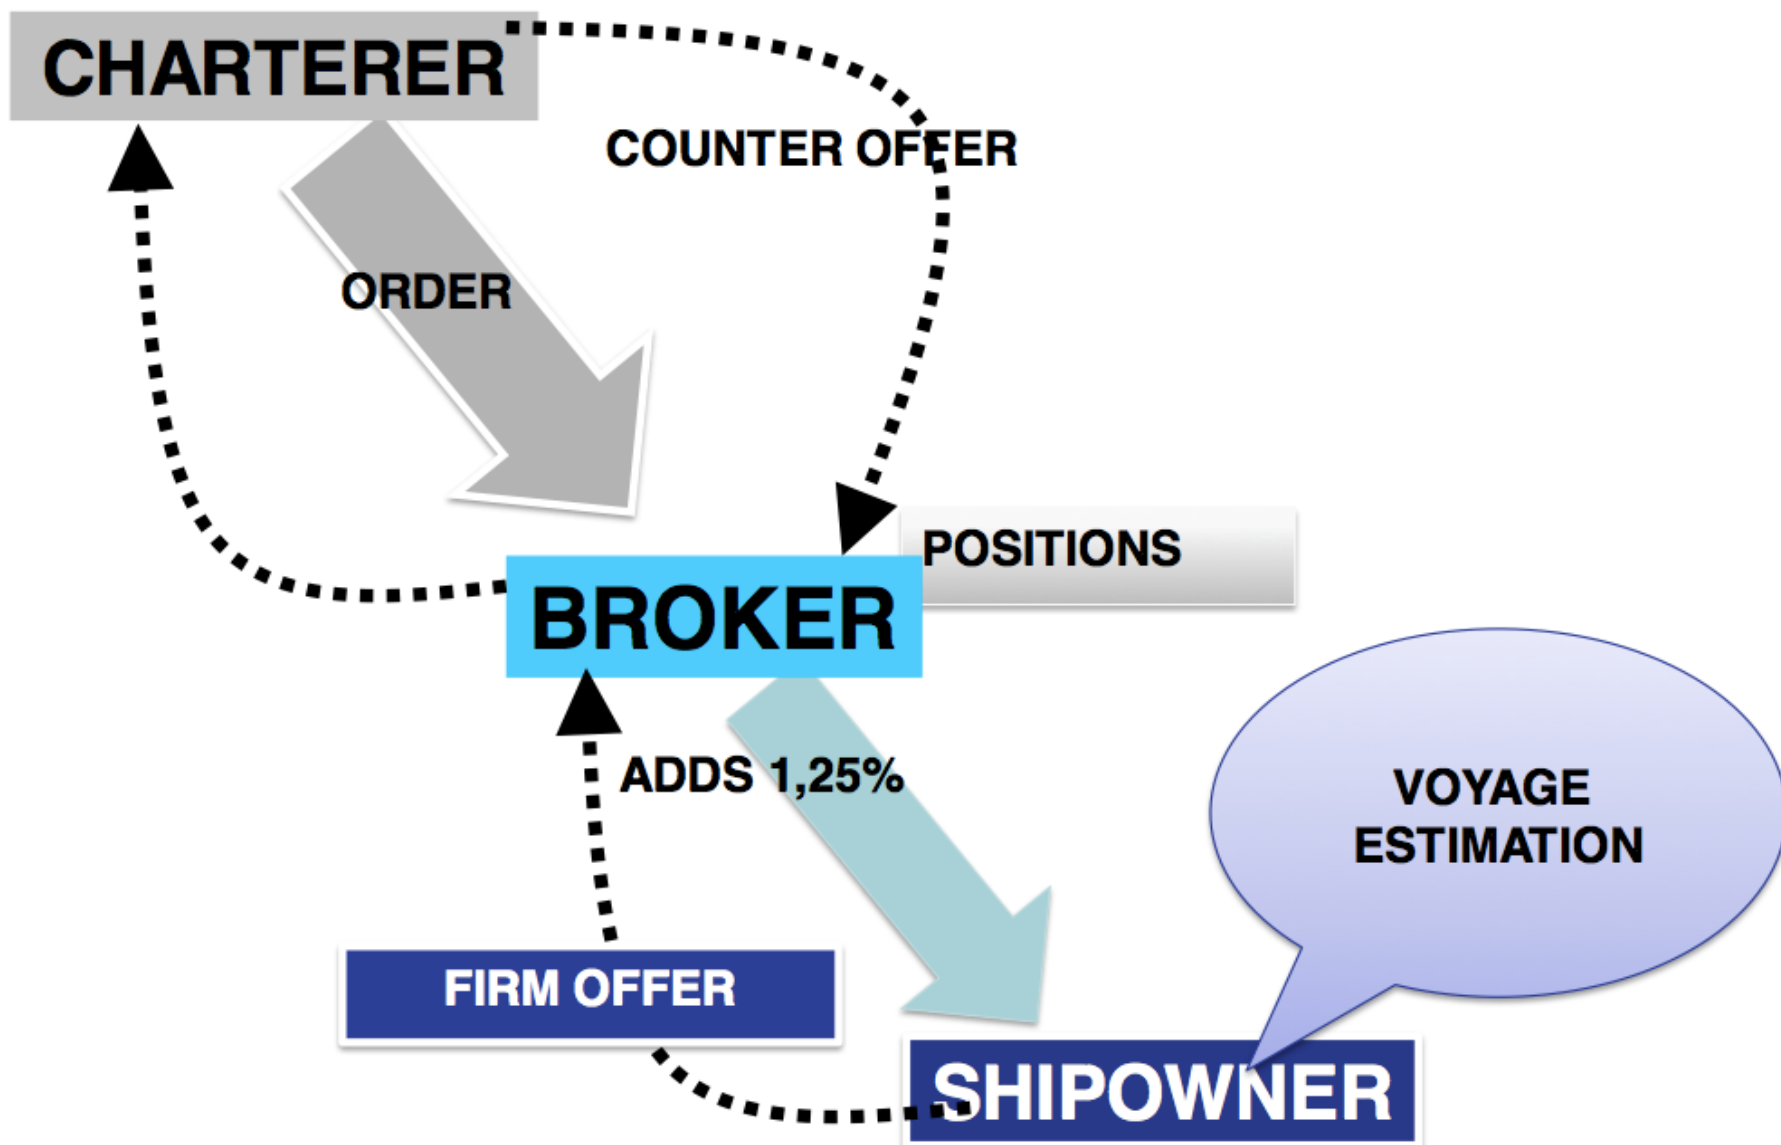 CHARTERER
COUNTER OFFER
ORDER
POSITIONS
BROKER
ADDS 1,25%
VOYAGE
ESTIMATION
FIRM OFFER
SHIPOWNER